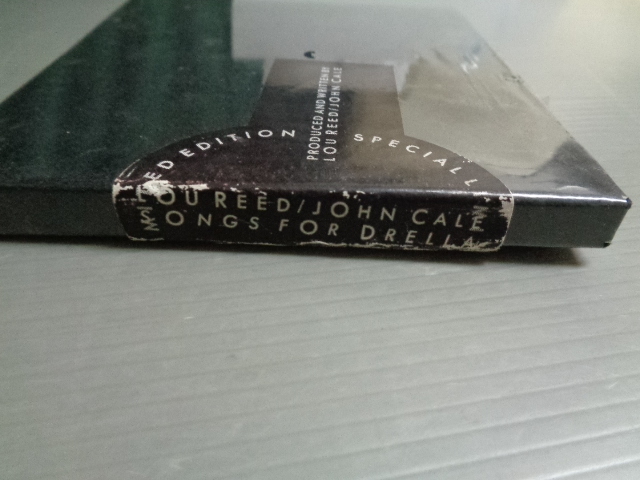 PRODUCED AND WRITTEN BY
LOU REED/JOHN CALE
ED EDITION SPECIAL L
LOU REED/JOHN CALE
SONGS FOR DRELLA